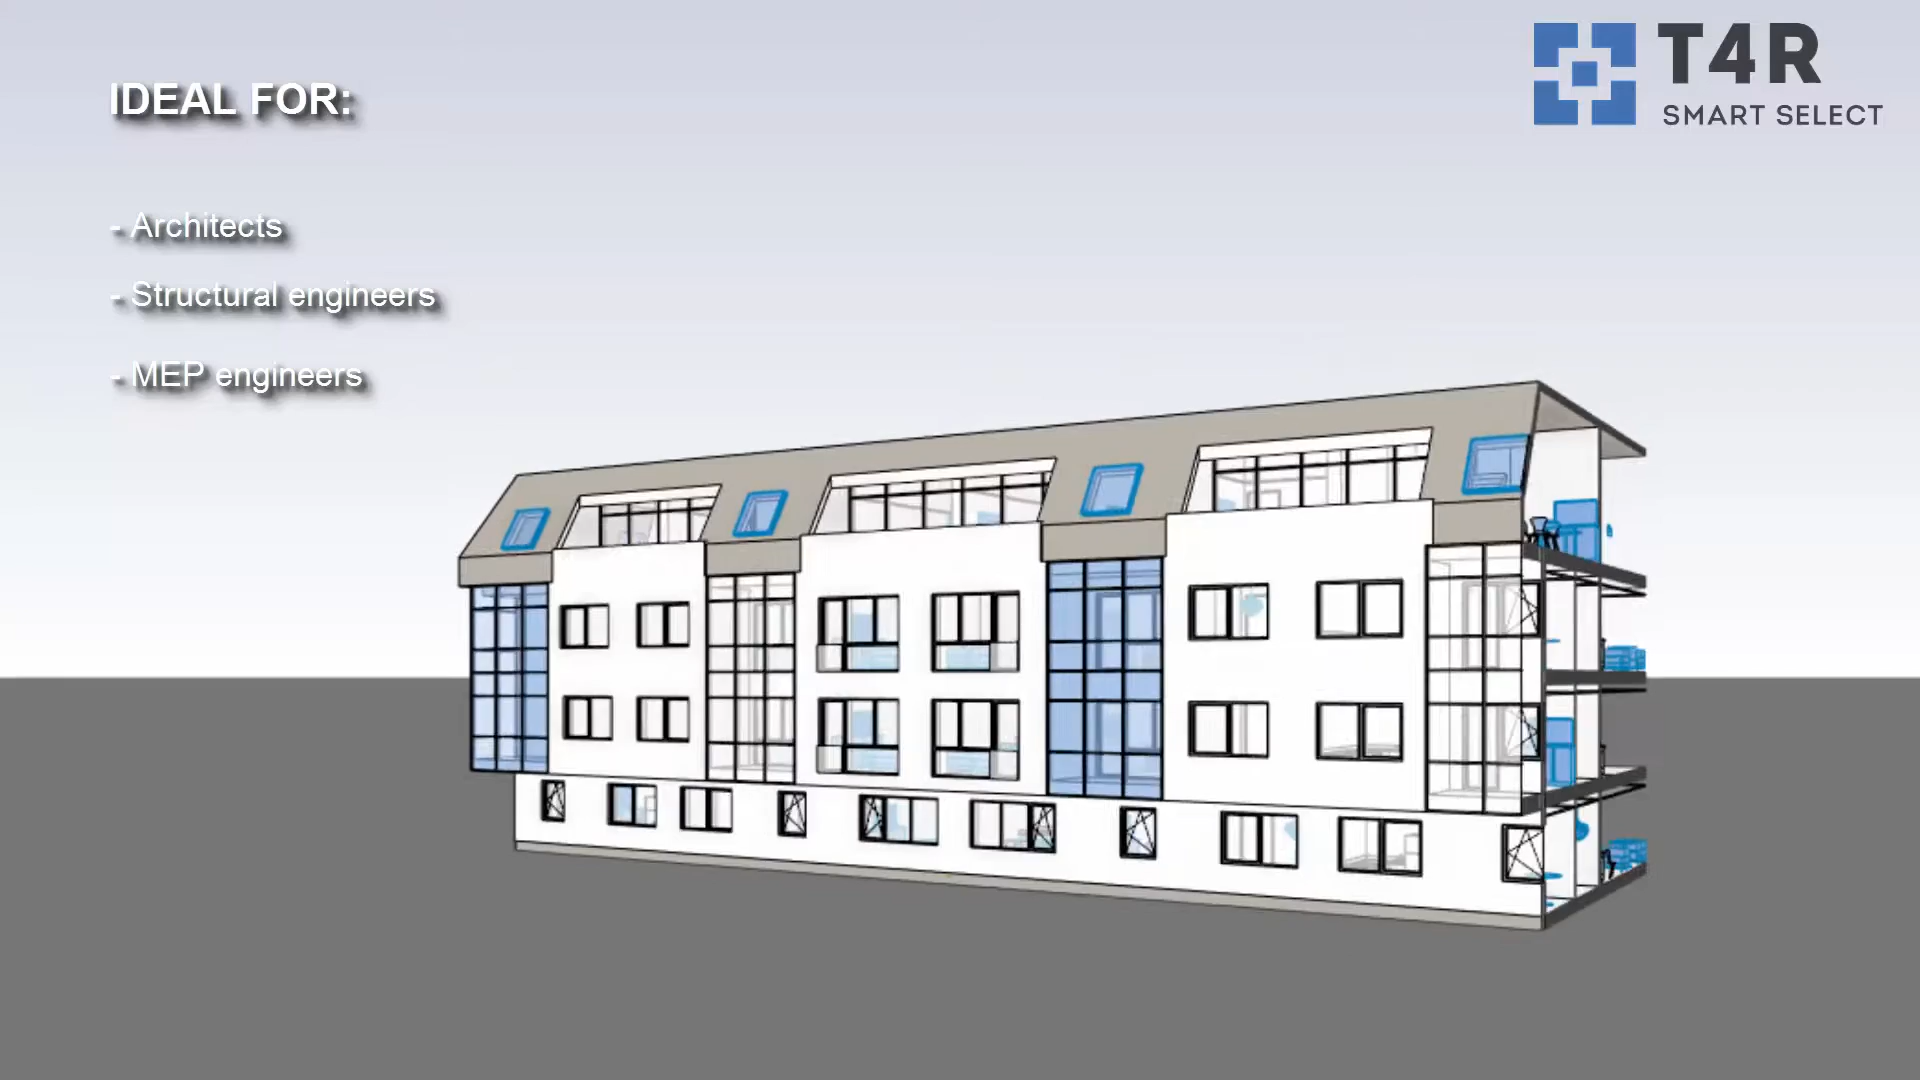 IDEAL FOR:
- Architects
- Structural engineers
- MEP engineers
T4R
SMART SELECT